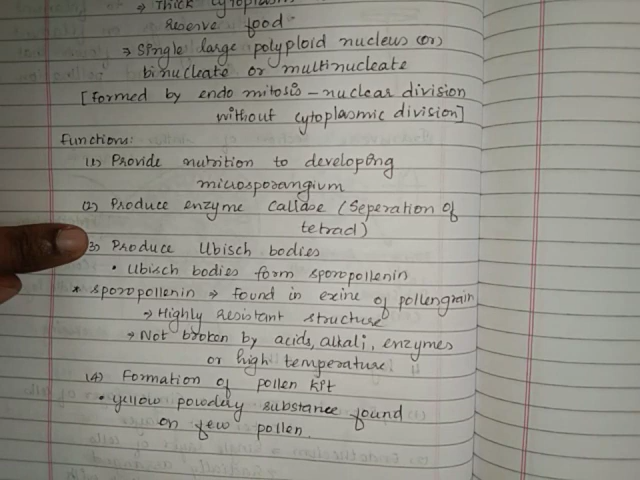 → Thick cytoplasm
reserve food.
→ Single large polyploid nucleus (or)
binucleate or multinucleate
[formed by endo mitosis - nuclear division
without cytoplasmic division]
functions:
(1) Provide nutrition to developing
microsporangium
(2) Produce enzyme callase (Seperation of
tetrad)
3) Produce Ubisch bodies
• Ubisch bodies form sporopollenin
* sporopollenin → found in exine of pollengrain
→ Highly Resistant structure
→ Not broken by acids, alkali, enzymes
or high temperature.
(4) Formation of pollen kit
• yellow powdery substance found
on few pollen.